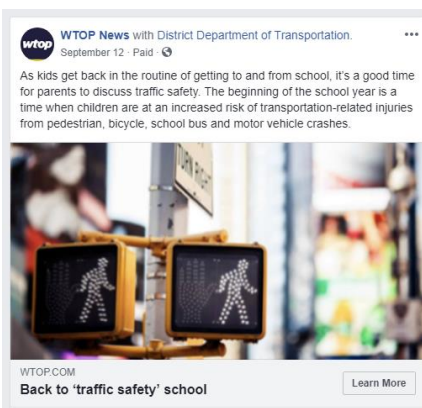 wtop
WTOP News with District Department of Transportation.
September 12 · Paid ·
As kids get back in the routine of getting to and from school, it's a good time
for parents to discuss traffic safety. The beginning of the school year is a
time when children are at an increased risk of transportation-related injuries
from pedestrian, bicycle, school bus and motor vehicle crashes.
TURN RIGHT
WTOP.COM
Back to 'traffic safety' school
Learn More